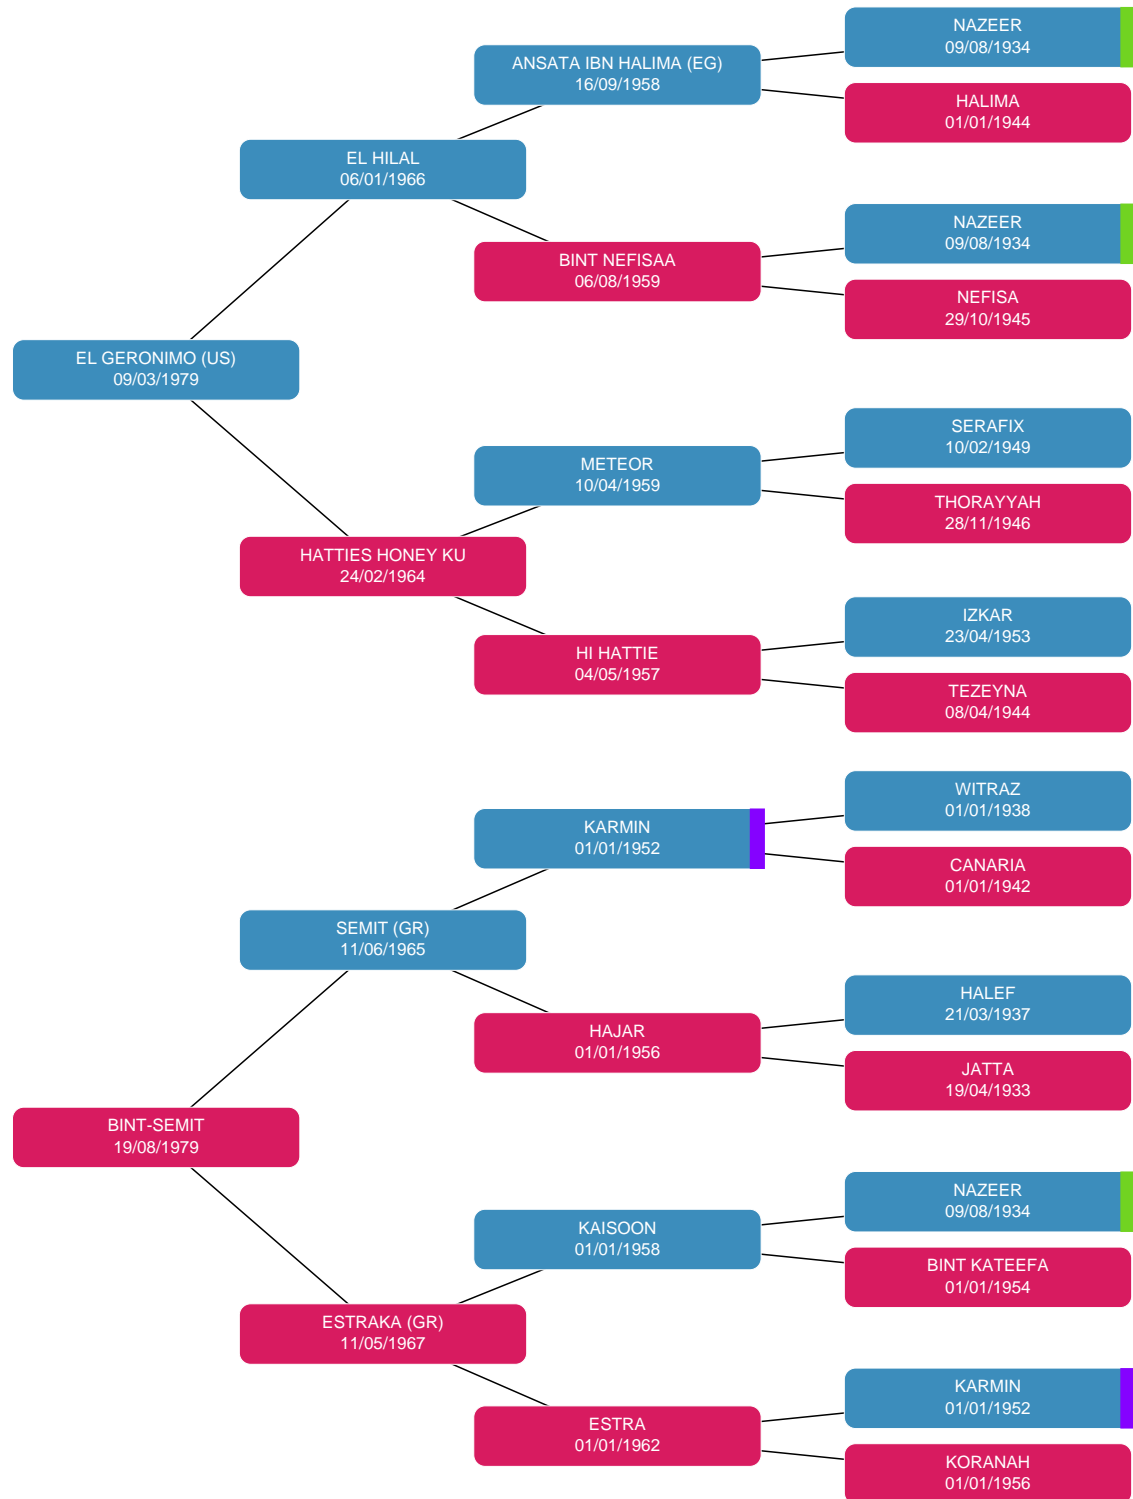 NAZEER
09/08/1934
ANSATA IBN HALIMA (EG)
16/09/1958
HALIMA
01/01/1944
EL HILAL
06/01/1966
NAZEER
09/08/1934
BINT NEFISAA
06/08/1959
NEFISA
29/10/1945
EL GERONIMO (US)
09/03/1979
SERAFIX
10/02/1949
METEOR
10/04/1959
THORAYYAH
28/11/1946
HATTIES HONEY KU
24/02/1964
IZKAR
23/04/1953
HI HATTIE
04/05/1957
TEZEYNA
08/04/1944
WITRAZ
01/01/1938
KARMIN
01/01/1952
CANARIA
01/01/1942
SEMIT (GR)
11/06/1965
HALEF
21/03/1937
HAJAR
01/01/1956
JATTA
19/04/1933
BINT-SEMIT
19/08/1979
NAZEER
09/08/1934
KAISOON
01/01/1958
BINT KATEEFA
01/01/1954
ESTRAKA (GR)
11/05/1967
KARMIN
01/01/1952
ESTRA
01/01/1962
KORANAH
01/01/1956